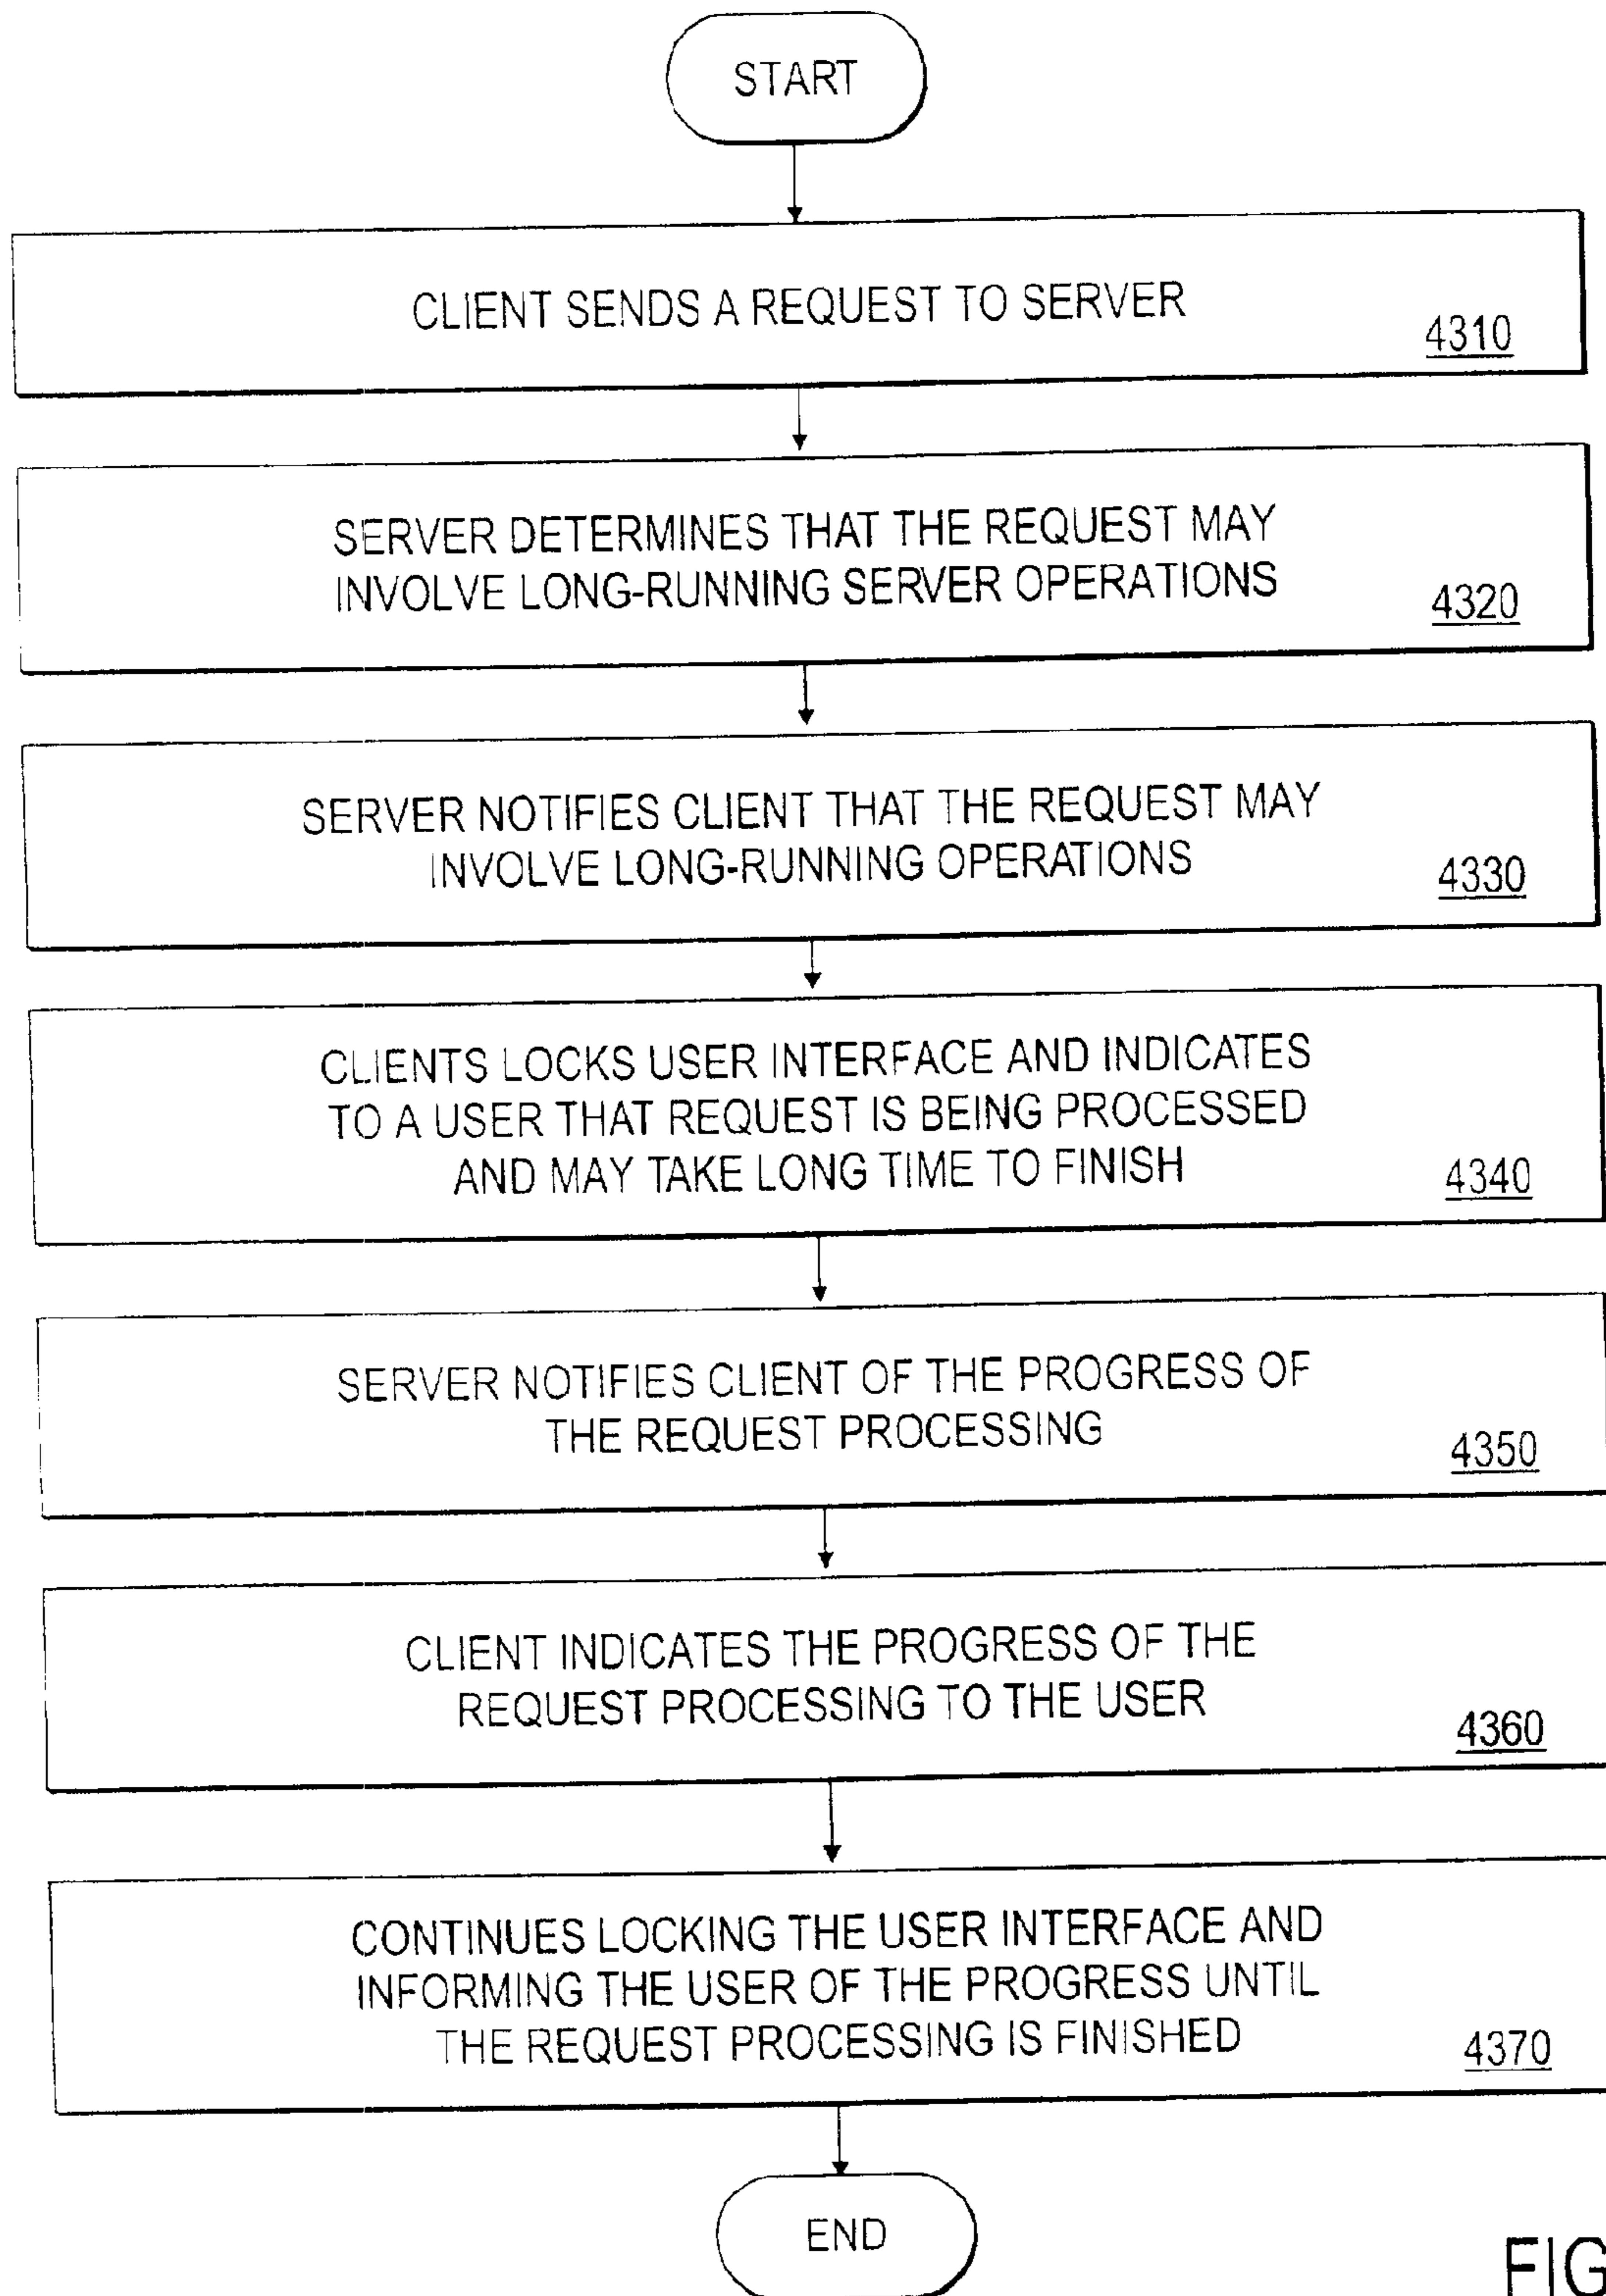 START
CLIENT SENDS A REQUEST TO SERVER
4310
SERVER DETERMINES THAT THE REQUEST MAY
INVOLVE LONG-RUNNING SERVER OPERATIONS
4320
SERVER NOTIFIES CLIENT THAT THE REQUEST MAY
INVOLVE LONG-RUNNING OPERATIONS
4330
CLIENTS LOCKS USER INTERFACE AND INDICATES
TO A USER THAT REQUEST IS BEING PROCESSED
AND MAY TAKE LONG TIME TO FINISH
4340
SERVER NOTIFIES CLIENT OF THE PROGRESS OF
THE REQUEST PROCESSING
4350
CLIENT INDICATES THE PROGRESS OF THE
REQUEST PROCESSING TO THE USER
4360
CONTINUES LOCKING THE USER INTERFACE AND
INFORMING THE USER OF THE PROGRESS UNTIL
THE REQUEST PROCESSING IS FINISHED
4370
END
FIG